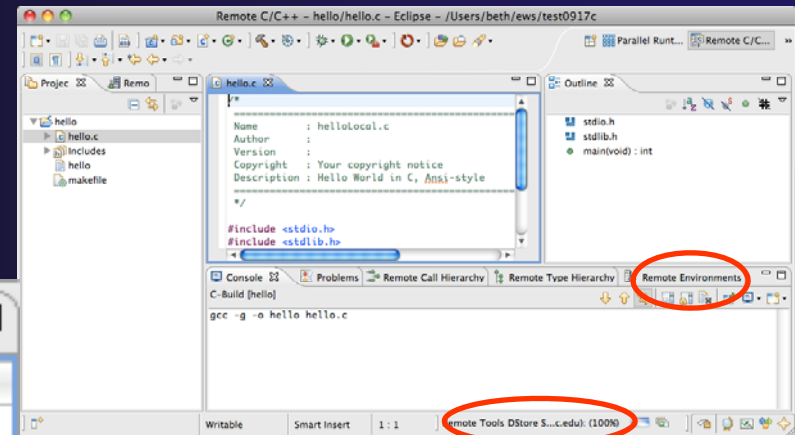 Remote C/C++ - hello/hello.c - Eclipse - /Users/beth/ews/test0917c
Parallel Runt... Remote C/C... »
Projec Remo
hello
hello.c
Includes
hello
makefile
hello.c
/*
============================================
Name : helloLocal.c
Author :
Version :
Copyright : Your copyright notice
Description : Hello World in C, Ansi-style
============================================
*/
#include <stdio.h>
#include <stdlib.h>
Outline
stdio.h
stdlib.h
main(void) : int
Console Problems Remote Call Hierarchy Remote Type Hierarchy Remote Environments
C-Build [hello]
gcc -g -o hello hello.c
Writable Smart Insert 1 : 1 emote Tools DStore S...c.edu): (100%)